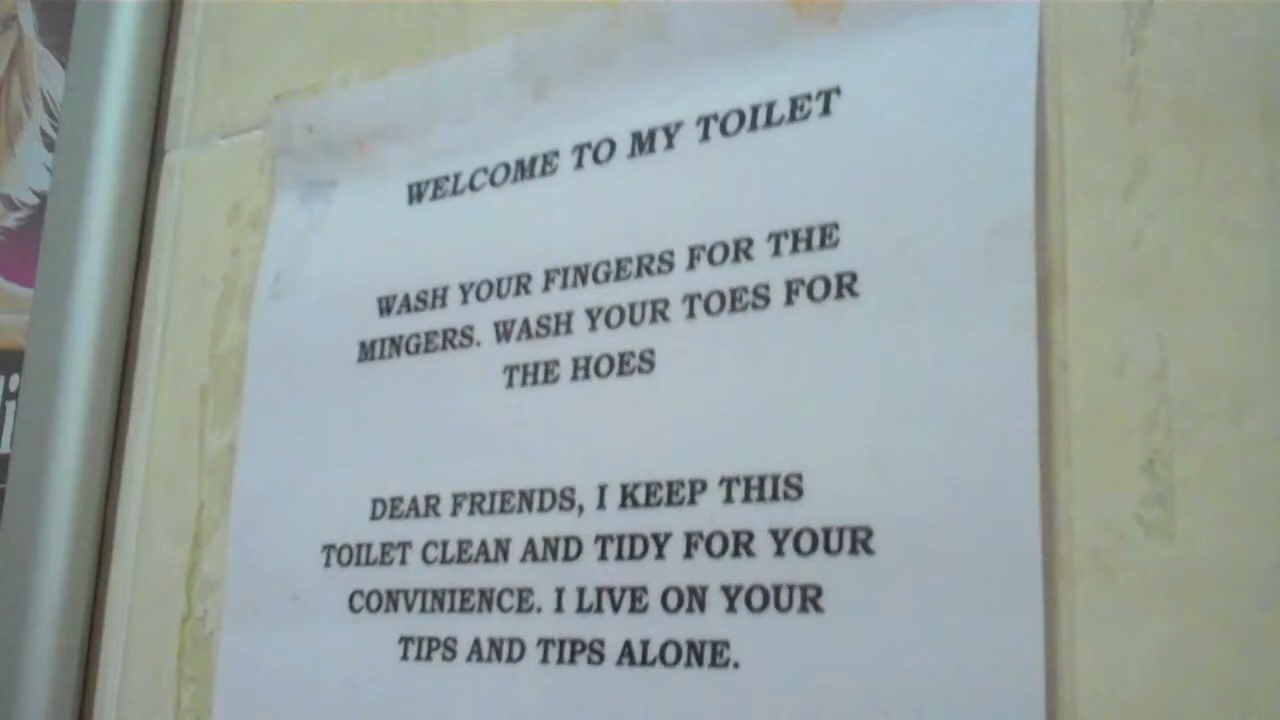 WELCOME TO MY TOILET
WASH YOUR FINGERS FOR THE
MINGERS. WASH YOUR TOES FOR
THE HOES
DEAR FRIENDS, I KEEP THIS
TOILET CLEAN AND TIDY FOR YOUR
CONVINIENCE. I LIVE ON YOUR
TIPS AND TIPS ALONE.